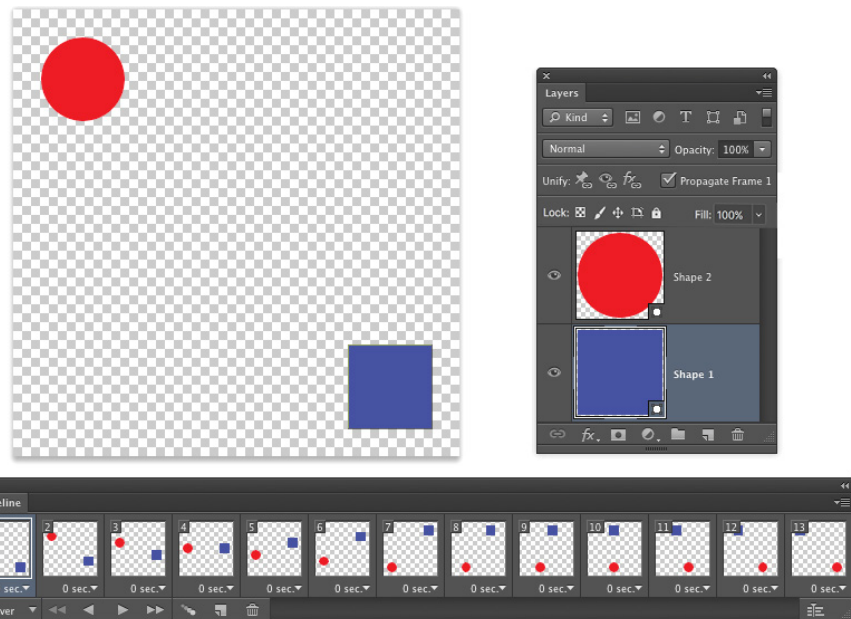 Layers
Kind
Normal Opacity: 100%
Unify: Propagate Frame 1
Lock: Fill: 100%
Shape 2
Shape 1
eline
2 3 4 5 6 7 8 9 10 11 12 13
sec. 0 sec. 0 sec. 0 sec. 0 sec. 0 sec. 0 sec. 0 sec. 0 sec. 0 sec. 0 sec. 0 sec.
ver